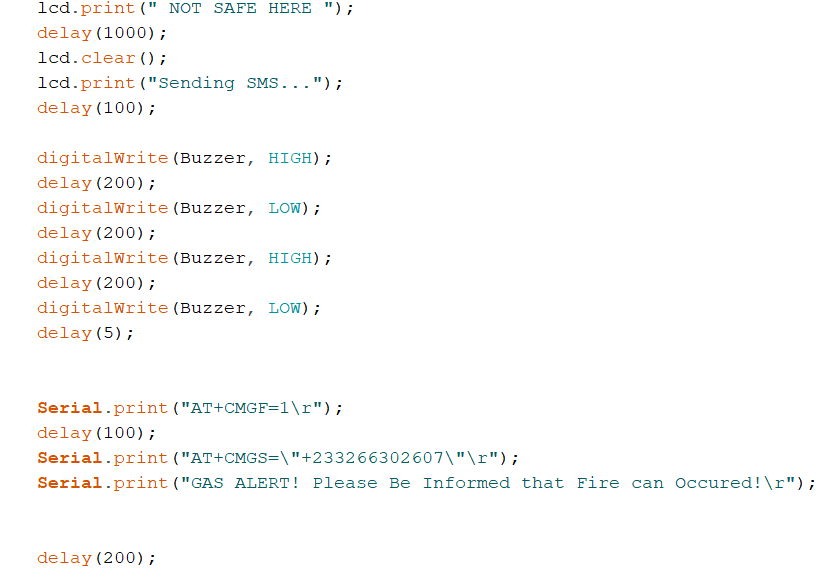 lcd.print(" NOT SAFE HERE ");
delay(1000);
lcd.clear();
lcd.print("Sending SMS...");
delay(100);
digitalWrite(Buzzer, HIGH);
delay(200);
digitalWrite(Buzzer, LOW);
delay(200);
digitalWrite(Buzzer, HIGH);
delay(200);
digitalWrite(Buzzer, LOW);
delay(5);
Serial.print("AT+CMGF=1\r");
delay(100);
Serial.print("AT+CMGS=\"+233266302607\"\r");
Serial.print("GAS ALERT! Please Be Informed that Fire can Occured!\r");
delay(200);